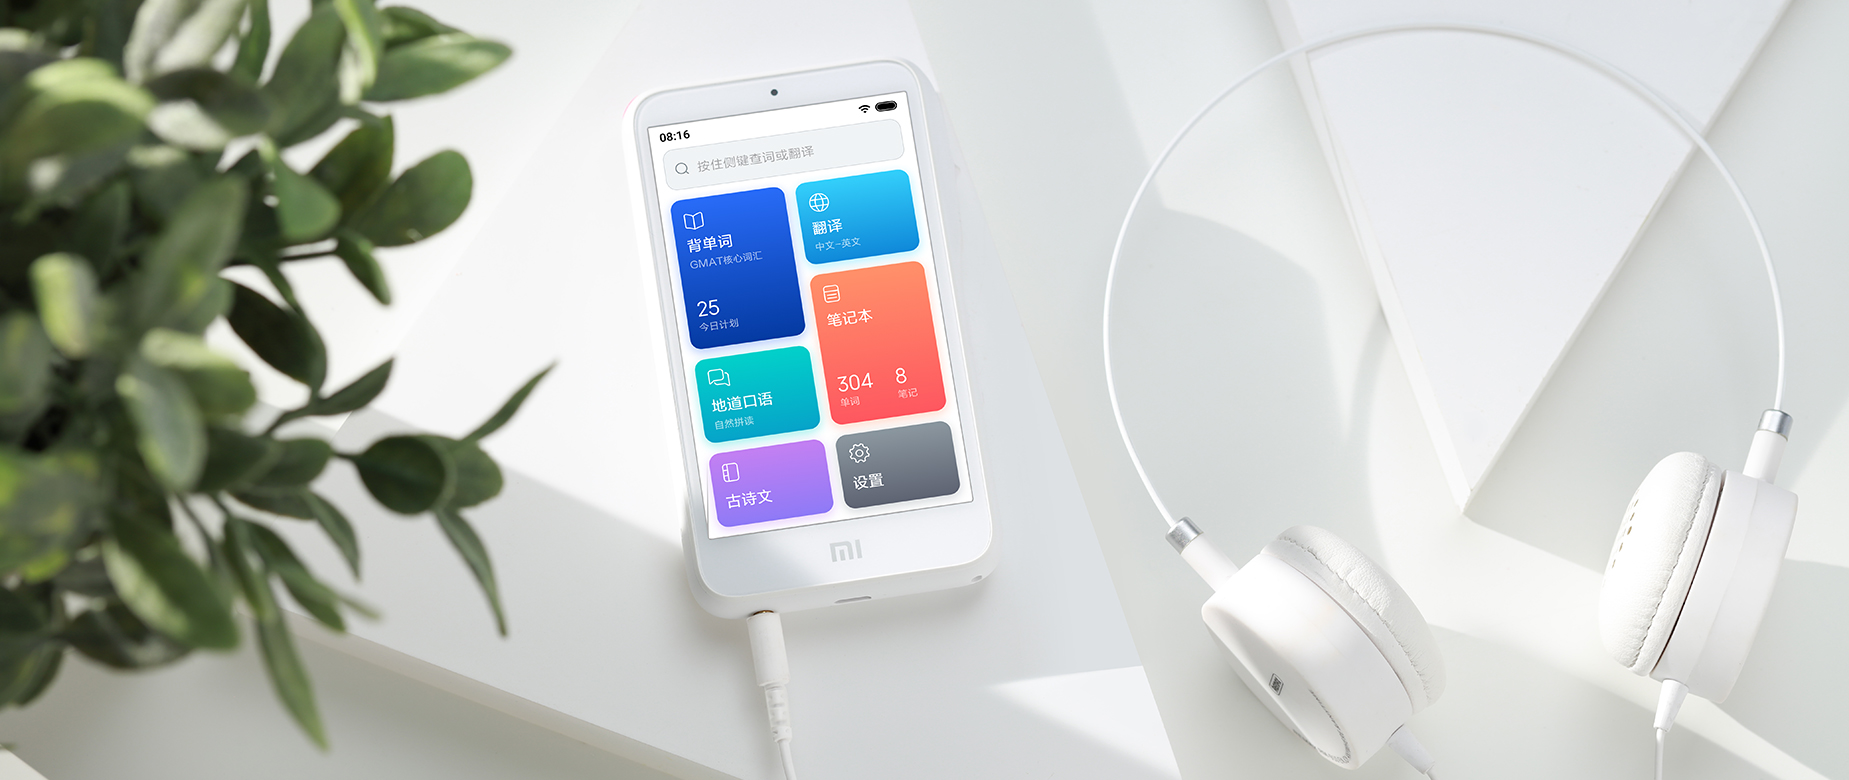 08:16
按住侧键查词或翻译
背单词
GMAT核心词汇
25
今日计划
翻译
中文-英文
笔记本
304
单词
8
笔记
地道口语
自然拼读
古诗文
设置
mi